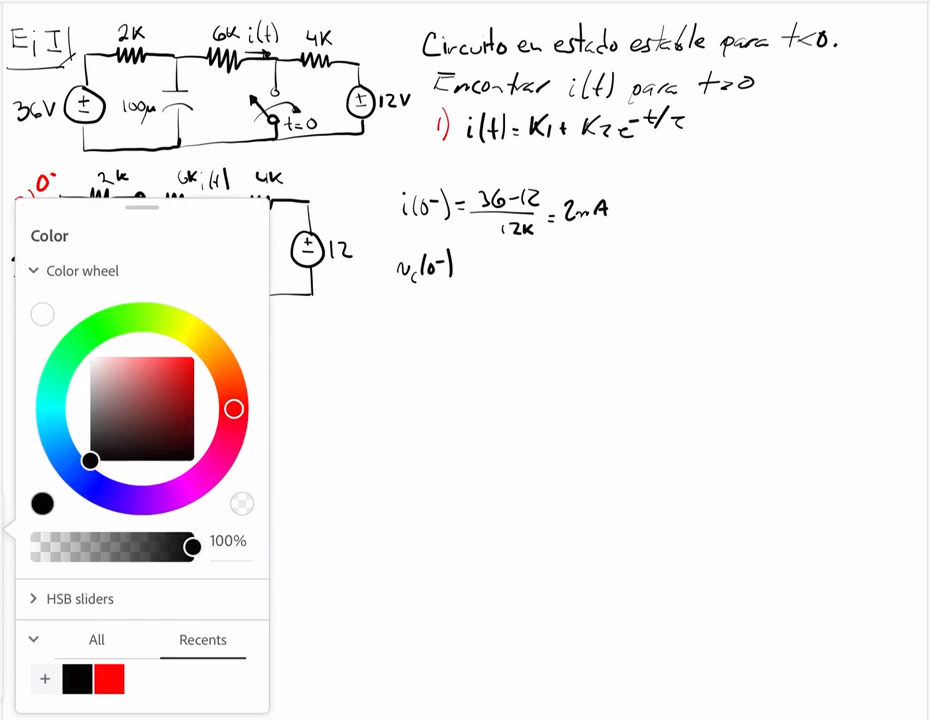 Ej I
2K
6K i(t)
4K
36V
100μ
t=0
12V
Circuito en estado estable para t<0.
Encontrar i(t) para t>0
1) i(t) = K1 + K2 e^-t/τ
0-
2K
6K i(t)
4K
12
i(0-) = 36-12 / 12K = 2mA
vc(0-)
Color
Color wheel
100%
HSB sliders
All
Recents
+